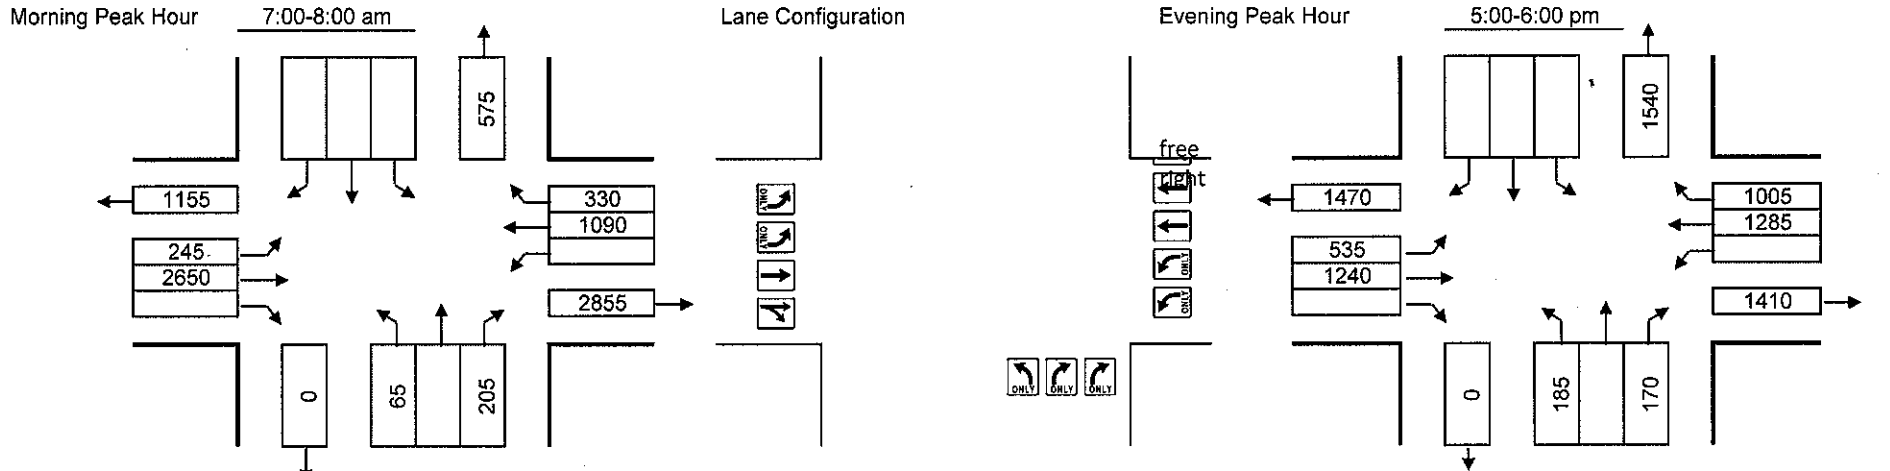 Morning Peak Hour 7:00-8:00 am
575
1155
245
2650
330
1090
2855
0
65
205
Lane Configuration
ONLY
ONLY
free
right
ONLY
ONLY
ONLY ONLY ONLY
Evening Peak Hour 5:00-6:00 pm
1540
1470
535
1240
1005
1285
1410
0
185
170